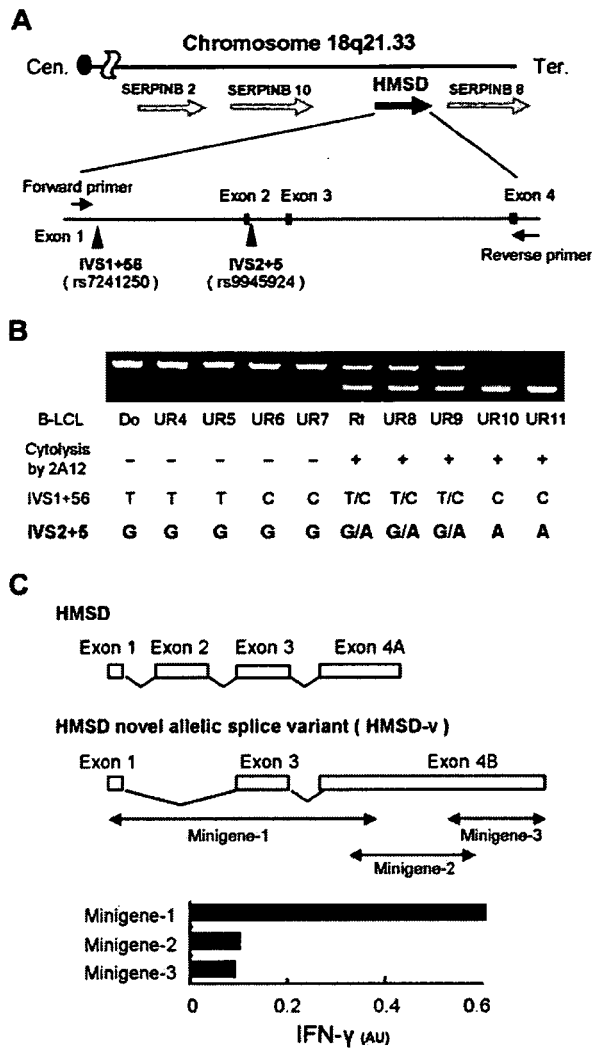 A
Chromosome 18q21.33
Cen.
Ter.
HMSD
SERPINB 2
SERPINB 10
SERPINB 8
Forward primer
Exon 2
Exon 3
Exon 4
Exon 1
IVS1+56
( rs7241250 )
IVS2+5
( rs9945924 )
Reverse primer
B
B-LCL Do UR4 UR5 UR6 UR7 Rt UR8 UR9 UR10 UR11
Cytolysis
by 2A12 – – – – – + + + + +
IVS1+56 T T T C C T/C T/C T/C C C
IVS2+5 G G G G G G/A G/A G/A A A
C
HMSD
Exon 1 Exon 2 Exon 3 Exon 4A
HMSD novel allelic splice variant ( HMSD-v )
Exon 1 Exon 3 Exon 4B
Minigene-1
Minigene-3
Minigene-2
Minigene-1
Minigene-2
Minigene-3
0 0.2 0.4 0.6
IFN-γ (AU)